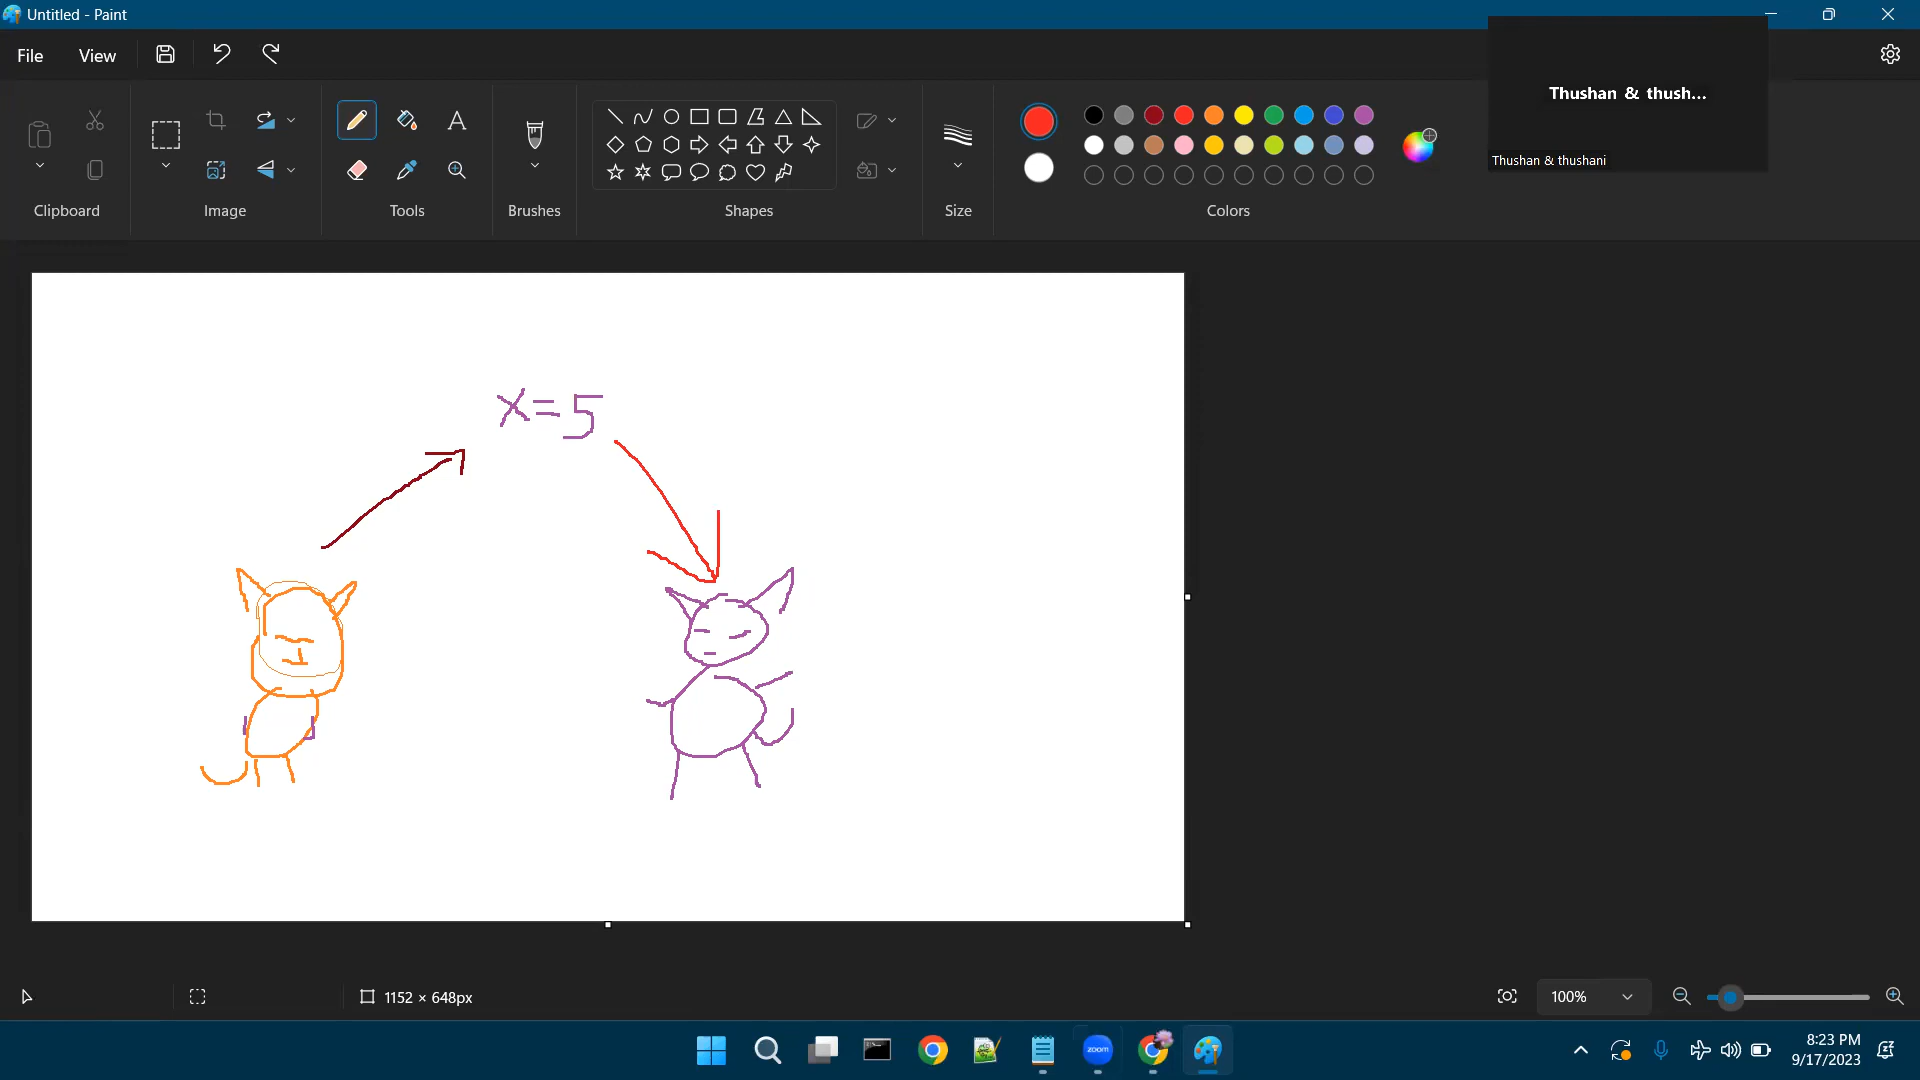 Untitled - Paint
File View
Thushan & thush...
Thushan & thushani
Clipboard Image Tools Brushes Shapes Size Colors
x=5
1152 × 648px
100%
zoom
8:23 PM
9/17/2023